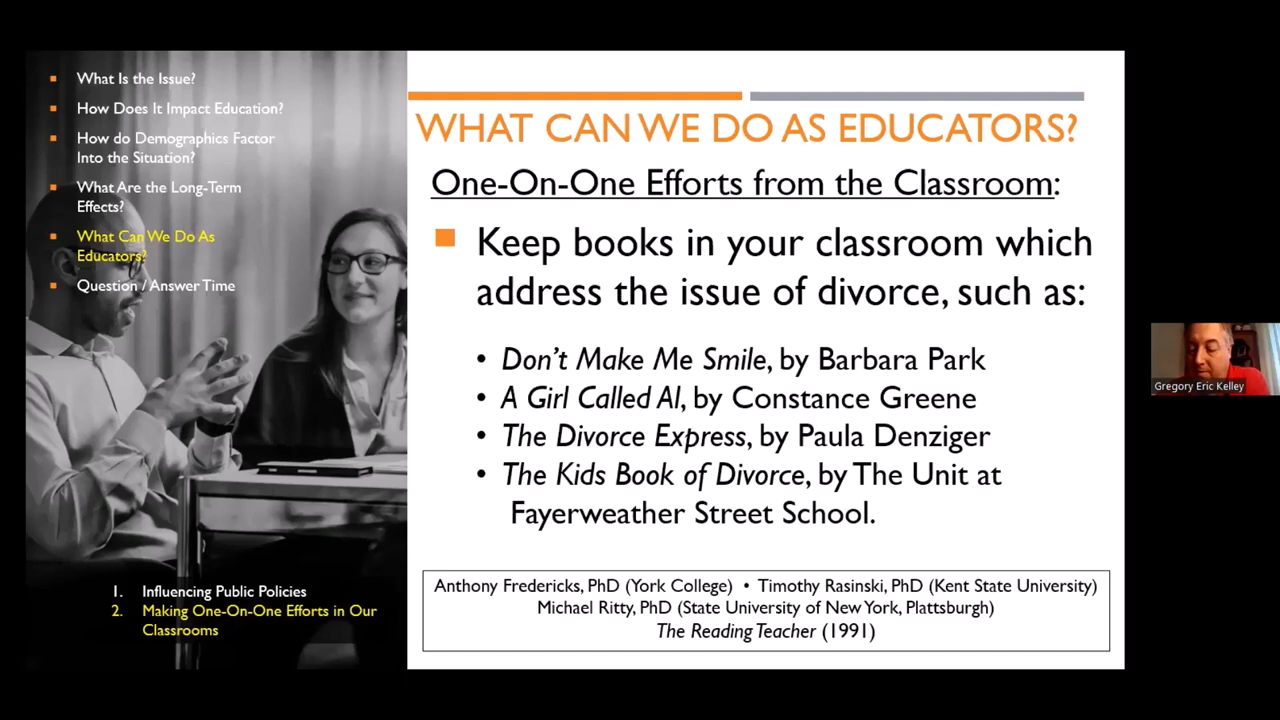 What Is the Issue?
How Does It Impact Education?
How do Demographics Factor
Into the Situation?
What Are the Long-Term
Effects?
What Can We Do As
Educators?
Question / Answer Time
1. Influencing Public Policies
2. Making One-On-One Efforts in Our
Classrooms
WHAT CAN WE DO AS EDUCATORS?
One-On-One Efforts from the Classroom:
Keep books in your classroom which
address the issue of divorce, such as:
• Don’t Make Me Smile, by Barbara Park
• A Girl Called Al, by Constance Greene
• The Divorce Express, by Paula Denziger
• The Kids Book of Divorce, by The Unit at
Fayerweather Street School.
Anthony Fredericks, PhD (York College) • Timothy Rasinski, PhD (Kent State University)
Michael Ritty, PhD (State University of New York, Plattsburgh)
The Reading Teacher (1991)
Gregory Eric Kelley